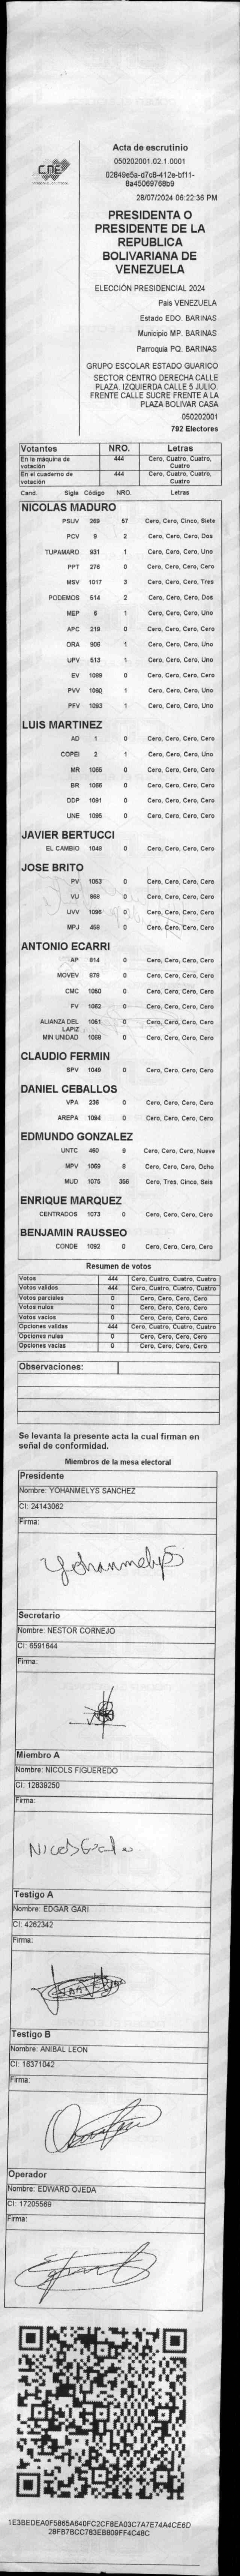 CNE
Acta de escrutinio
050202001.02.1.0001
02849e5a-d7c8-412e-bf11-
8a45069768b9
28/07/2024 06:22:36 PM
PRESIDENTA O
PRESIDENTE DE LA
REPUBLICA
BOLIVARIANA DE
VENEZUELA
ELECCIÓN PRESIDENCIAL 2024
País VENEZUELA
Estado EDO. BARINAS
Municipio MP. BARINAS
Parroquia PQ. BARINAS
GRUPO ESCOLAR ESTADO GUARICO
SECTOR CENTRO DERECHA CALLE
PLAZA. IZQUIERDA CALLE 5 JULIO.
FRENTE CALLE SUCRE FRENTE A LA
PLAZA BOLIVAR CASA
050202001
792 Electores
Votantes NRO. Letras
En la máquina de votación 444 Cero, Cuatro, Cuatro, Cuatro
En el cuaderno de votación 444 Cero, Cuatro, Cuatro, Cuatro
Cand. Sigla Código NRO. Letras
NICOLAS MADURO
PSUV 269 57 Cero, Cero, Cinco, Siete
PCV 9 2 Cero, Cero, Cero, Dos
TUPAMARO 931 1 Cero, Cero, Cero, Uno
PPT 276 0 Cero, Cero, Cero, Cero
MSV 1017 3 Cero, Cero, Cero, Tres
PODEMOS 514 2 Cero, Cero, Cero, Dos
MEP 6 1 Cero, Cero, Cero, Uno
APC 219 0 Cero, Cero, Cero, Cero
ORA 906 1 Cero, Cero, Cero, Uno
UPV 513 1 Cero, Cero, Cero, Uno
EV 1089 0 Cero, Cero, Cero, Cero
PVV 1090 1 Cero, Cero, Cero, Uno
PFV 1093 1 Cero, Cero, Cero, Uno
LUIS MARTINEZ
AD 1 0 Cero, Cero, Cero, Cero
COPEI 2 1 Cero, Cero, Cero, Uno
MR 1065 0 Cero, Cero, Cero, Cero
BR 1066 0 Cero, Cero, Cero, Cero
DDP 1091 0 Cero, Cero, Cero, Cero
UNE 1095 0 Cero, Cero, Cero, Cero
JAVIER BERTUCCI
EL CAMBIO 1048 0 Cero, Cero, Cero, Cero
JOSE BRITO
PV 1053 0 Cero, Cero, Cero, Cero
VU 868 0 Cero, Cero, Cero, Cero
UVV 1096 0 Cero, Cero, Cero, Cero
MPJ 458 0 Cero, Cero, Cero, Cero
ANTONIO ECARRI
AP 814 0 Cero, Cero, Cero, Cero
MOVEV 878 0 Cero, Cero, Cero, Cero
CMC 1050 0 Cero, Cero, Cero, Cero
FV 1062 0 Cero, Cero, Cero, Cero
ALIANZA DEL LAPIZ 1051 0 Cero, Cero, Cero, Cero
MIN UNIDAD 1068 0 Cero, Cero, Cero, Cero
CLAUDIO FERMIN
SPV 1049 0 Cero, Cero, Cero, Cero
DANIEL CEBALLOS
VPA 236 0 Cero, Cero, Cero, Cero
AREPA 1094 0 Cero, Cero, Cero, Cero
EDMUNDO GONZALEZ
UNTC 460 9 Cero, Cero, Cero, Nueve
MPV 1069 8 Cero, Cero, Cero, Ocho
MUD 1075 356 Cero, Tres, Cinco, Seis
ENRIQUE MARQUEZ
CENTRADOS 1073 0 Cero, Cero, Cero, Cero
BENJAMIN RAUSSEO
CONDE 1092 0 Cero, Cero, Cero, Cero
Resumen de votos
Votos 444 Cero, Cuatro, Cuatro, Cuatro
Votos validos 444 Cero, Cuatro, Cuatro, Cuatro
Votos parciales 0 Cero, Cero, Cero, Cero
Votos nulos 0 Cero, Cero, Cero, Cero
Votos vacios 0 Cero, Cero, Cero, Cero
Opciones validas 444 Cero, Cuatro, Cuatro, Cuatro
Opciones nulas 0 Cero, Cero, Cero, Cero
Opciones vacias 0 Cero, Cero, Cero, Cero
Observaciones:
Se levanta la presente acta la cual firman en
señal de conformidad.
Miembros de la mesa electoral
Presidente
Nombre: YOHANMELYS SANCHEZ
CI: 24143062
Firma:
YohanmelyS
Secretario
Nombre: NESTOR CORNEJO
CI: 6591644
Firma:
Miembro A
Nombre: NICOLS FIGUEREDO
CI: 12839250
Firma:
Testigo A
Nombre: EDGAR GARI
CI: 4262342
Firma:
Testigo B
Nombre: ANIBAL LEON
CI: 16371042
Firma:
Operador
Nombre: EDWARD OJEDA
CI: 17205569
Firma:
1E3BEDEA0F5865A640FC2CF8EA03C7A7E74A4CE6D
28FB7BCC783EB809FF4C48C